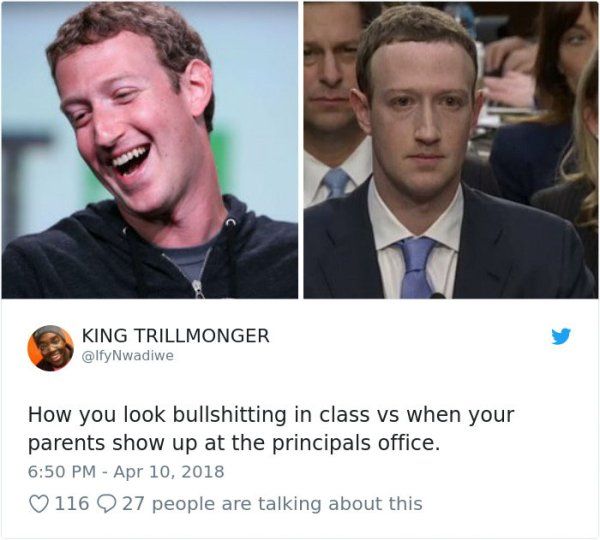 KING TRILLMONGER
@IfyNwadiwe
How you look bullshitting in class vs when your
parents show up at the principals office.
6:50 PM - Apr 10, 2018
116 27 people are talking about this